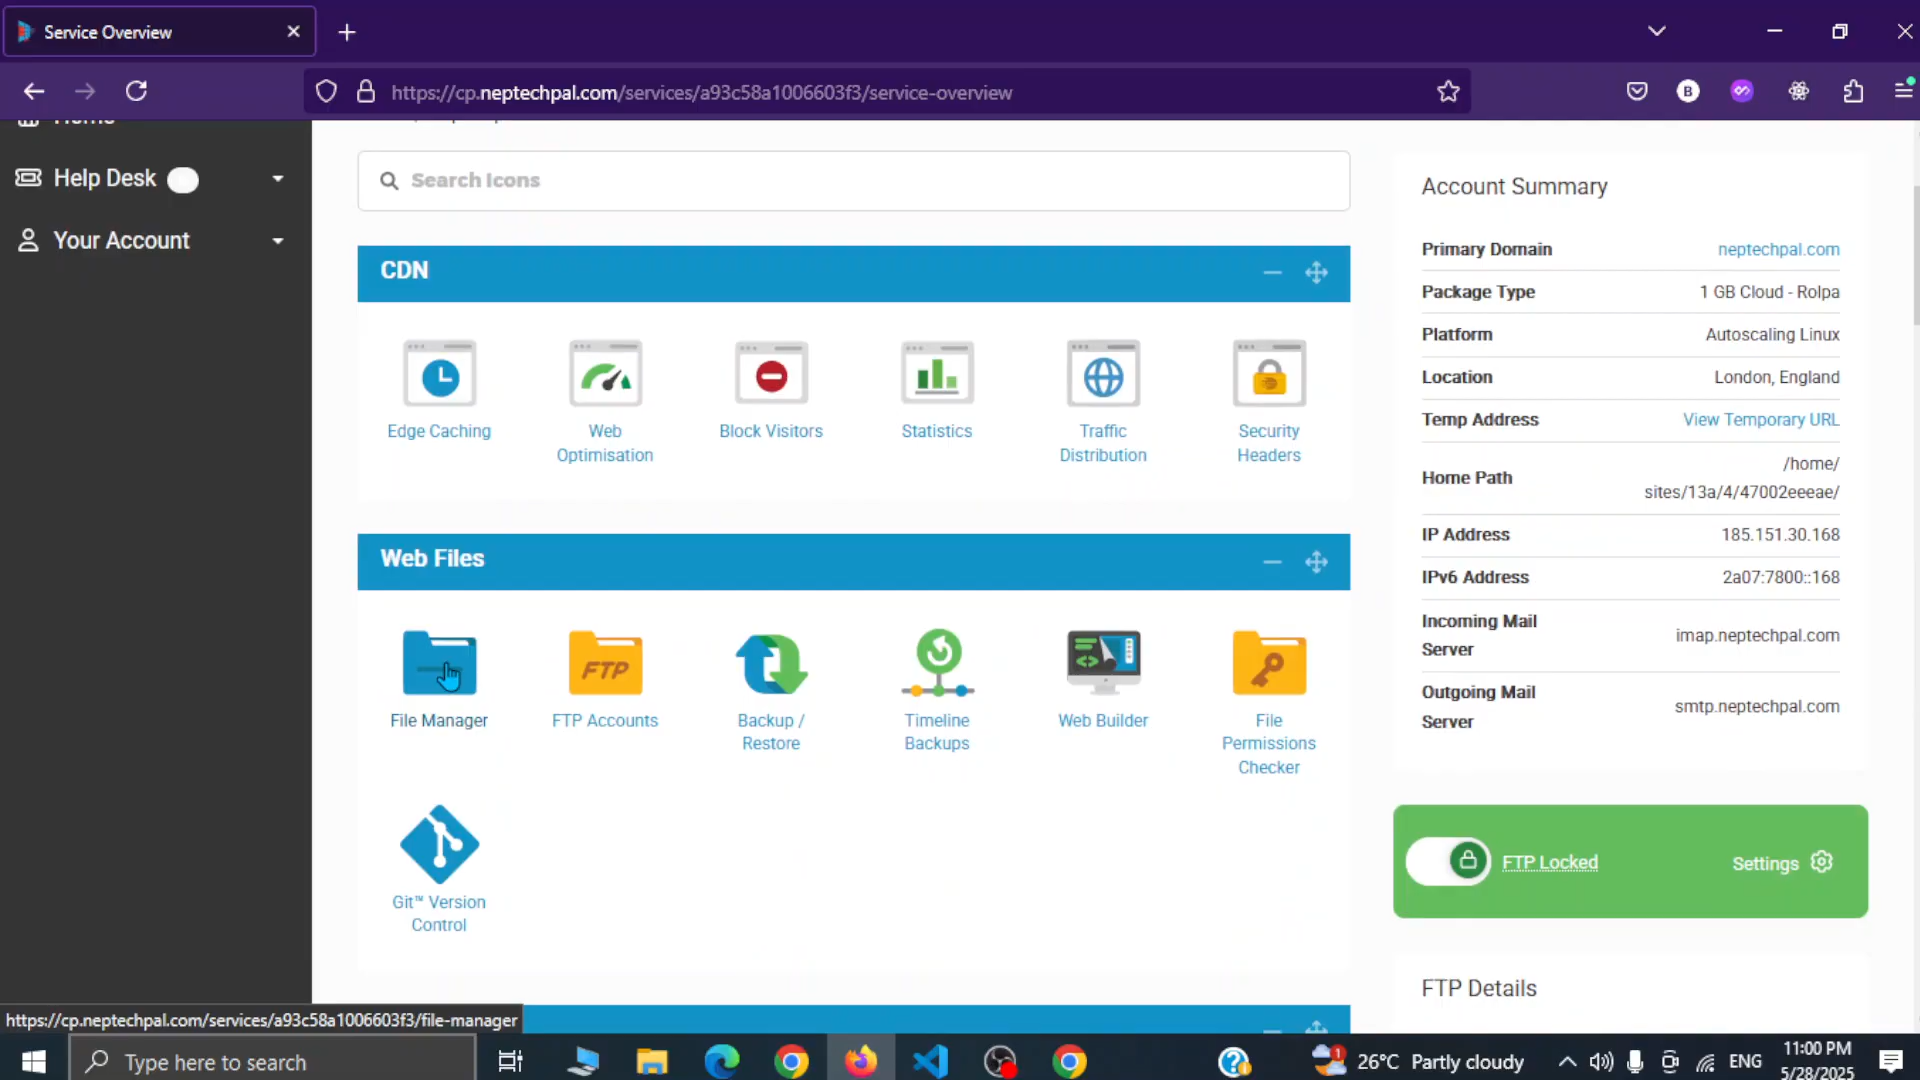 Service Overview
https://cp.neptechpal.com/services/a93c58a1006603f3/service-overview
B
Home
Help Desk
Your Account
Search Icons
CDN
Edge Caching
Web
Optimisation
Block Visitors
Statistics
Traffic
Distribution
Security
Headers
Web Files
File Manager
FTP
FTP Accounts
Backup /
Restore
Timeline
Backups
Web Builder
File
Permissions
Checker
Git™ Version
Control
Account Summary
Primary Domain neptechpal.com
Package Type 1 GB Cloud - Rolpa
Platform Autoscaling Linux
Location London, England
Temp Address View Temporary URL
Home Path /home/
sites/13a/4/47002eeeae/
IP Address 185.151.30.168
IPv6 Address 2a07:7800::168
Incoming Mail
Server imap.neptechpal.com
Outgoing Mail
Server smtp.neptechpal.com
FTP Locked Settings
FTP Details
https://cp.neptechpal.com/services/a93c58a1006603f3/file-manager
Type here to search
1
26°C Partly cloudy
ENG
11:00 PM
5/28/2025